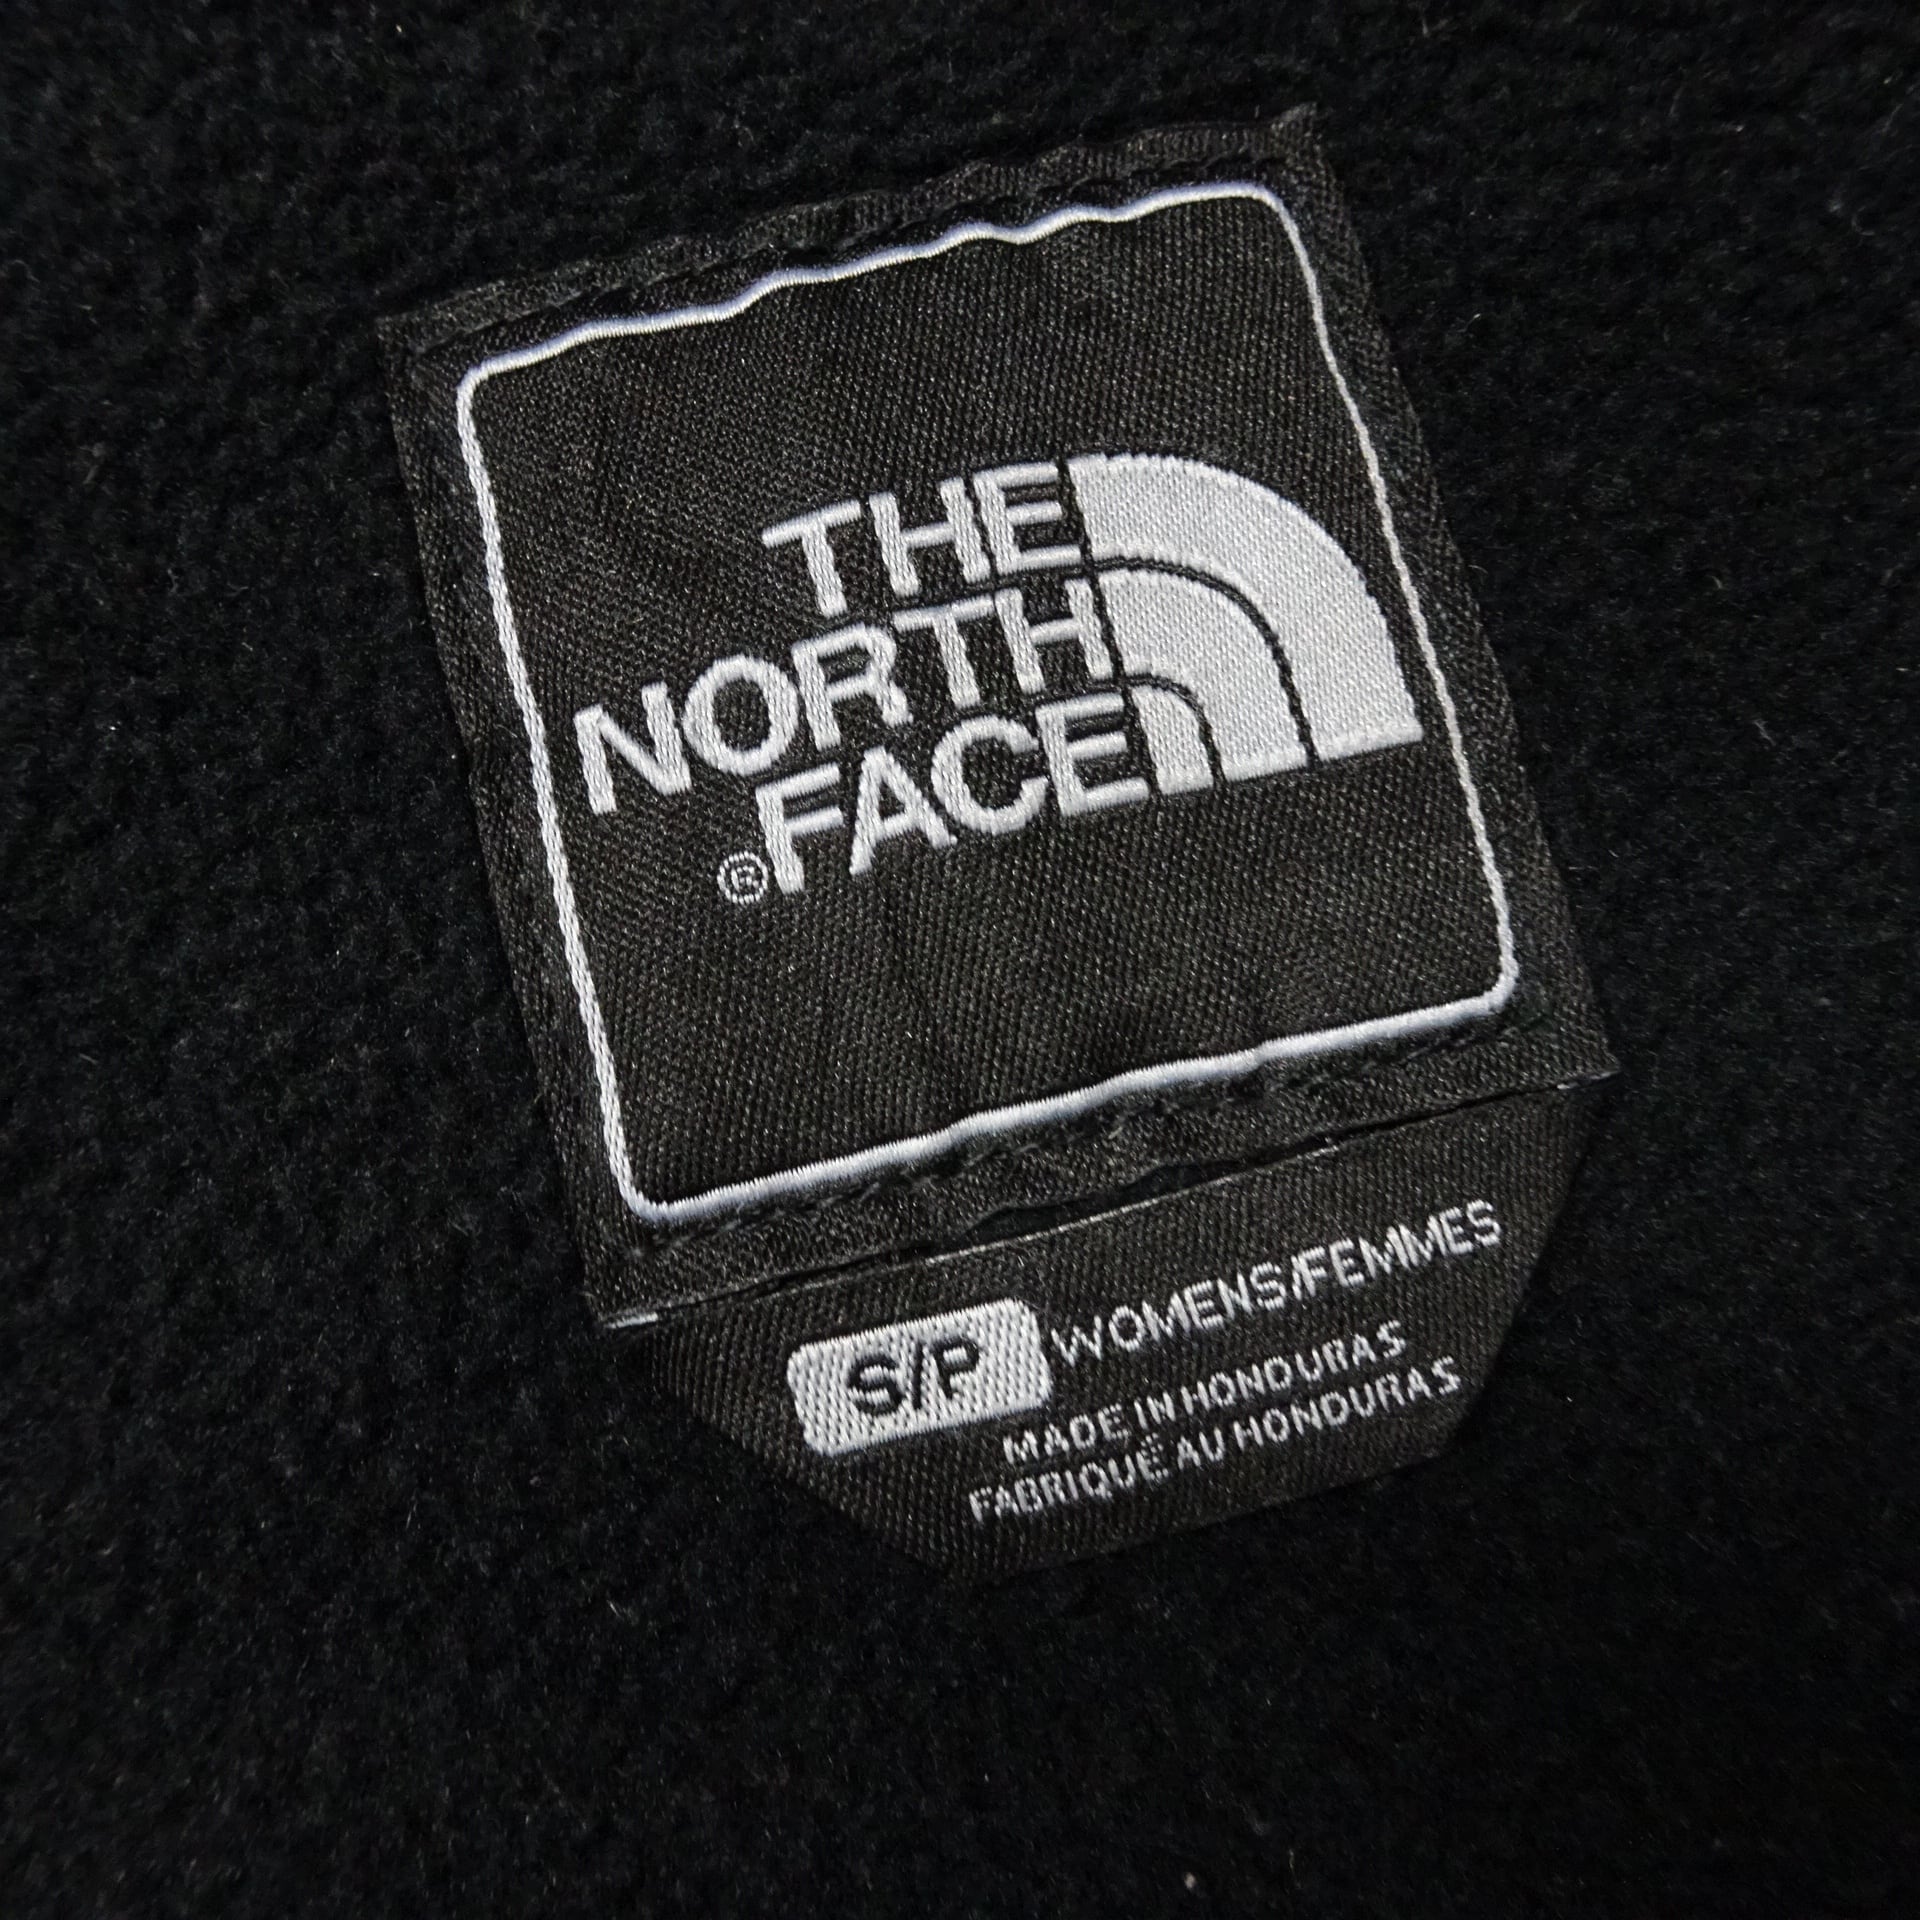 THE
NORTH
FACE
®
S/P WOMENS/FEMMES
MADE IN HONDURAS
FABRIQUÉ AU HONDURAS